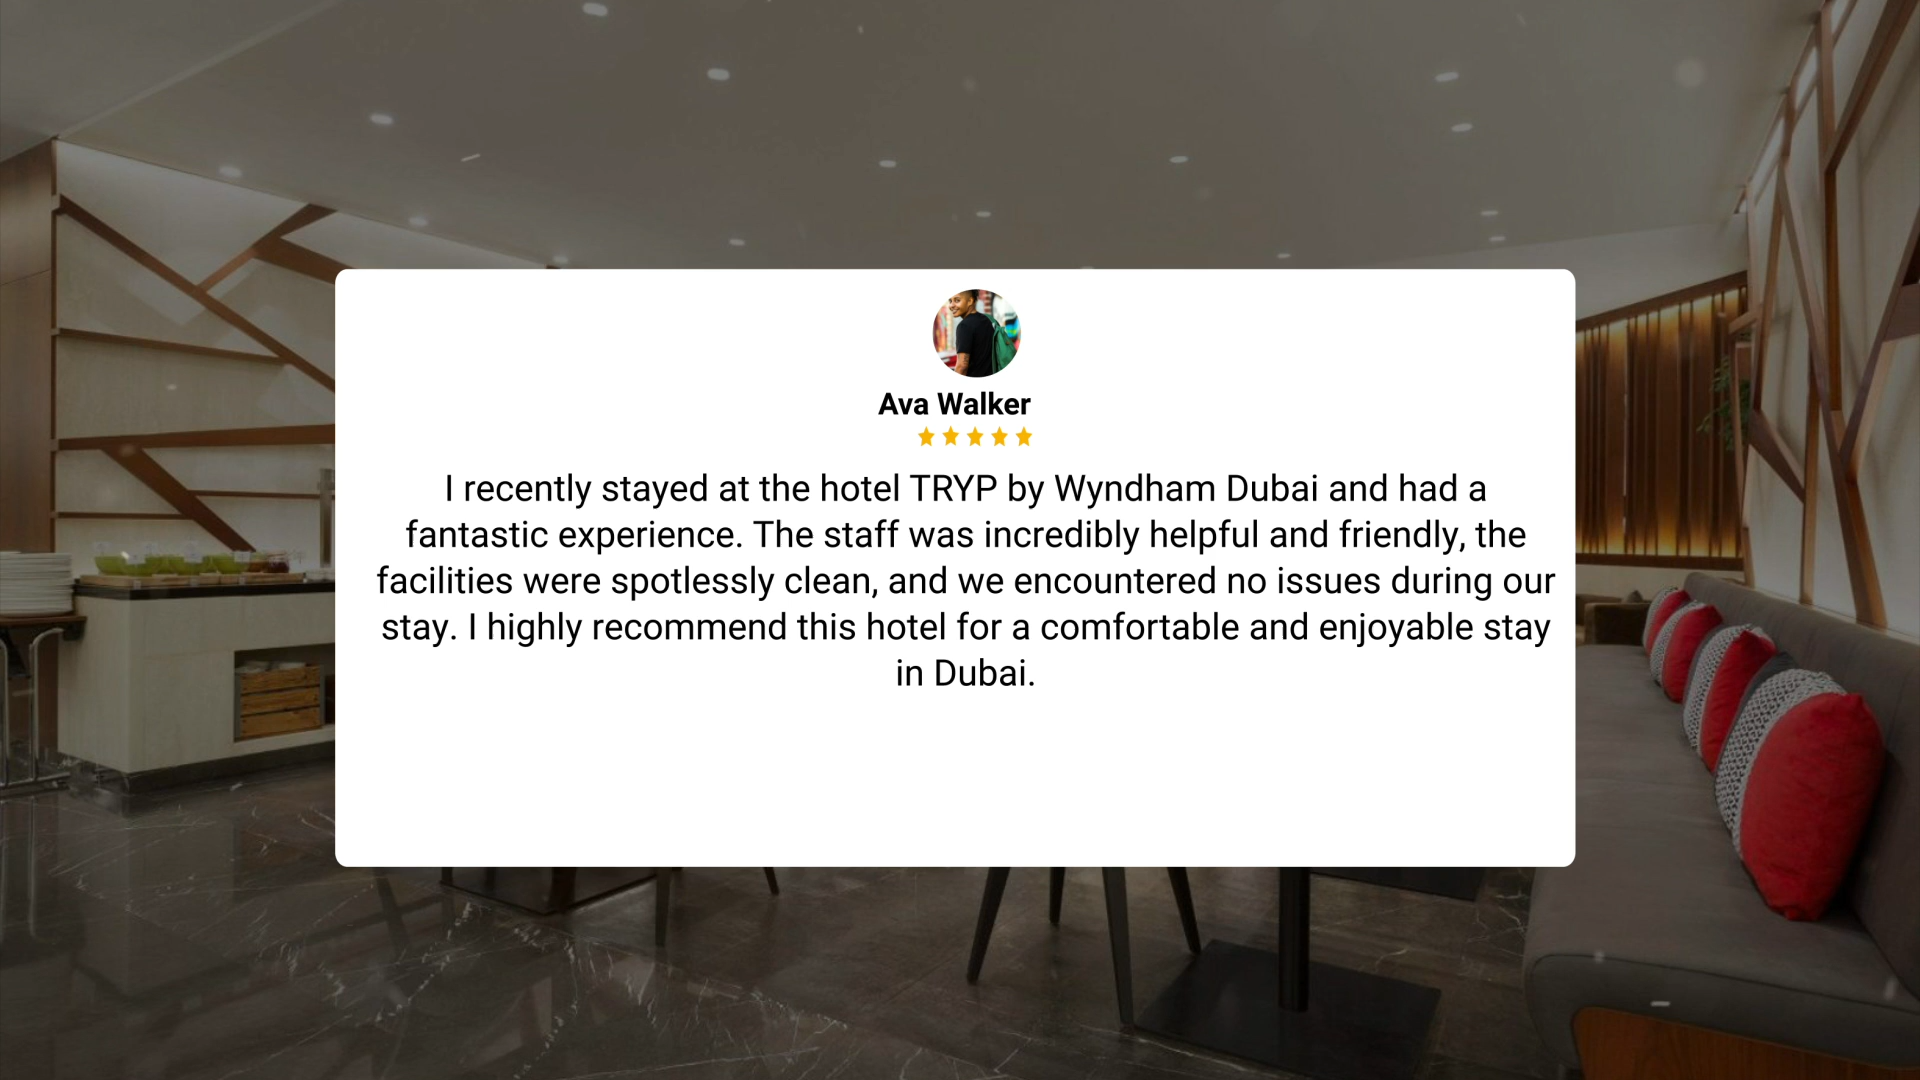 Ava Walker
I recently stayed at the hotel TRYP by Wyndham Dubai and had a
fantastic experience. The staff was incredibly helpful and friendly, the
facilities were spotlessly clean, and we encountered no issues during our
stay. I highly recommend this hotel for a comfortable and enjoyable stay
in Dubai.